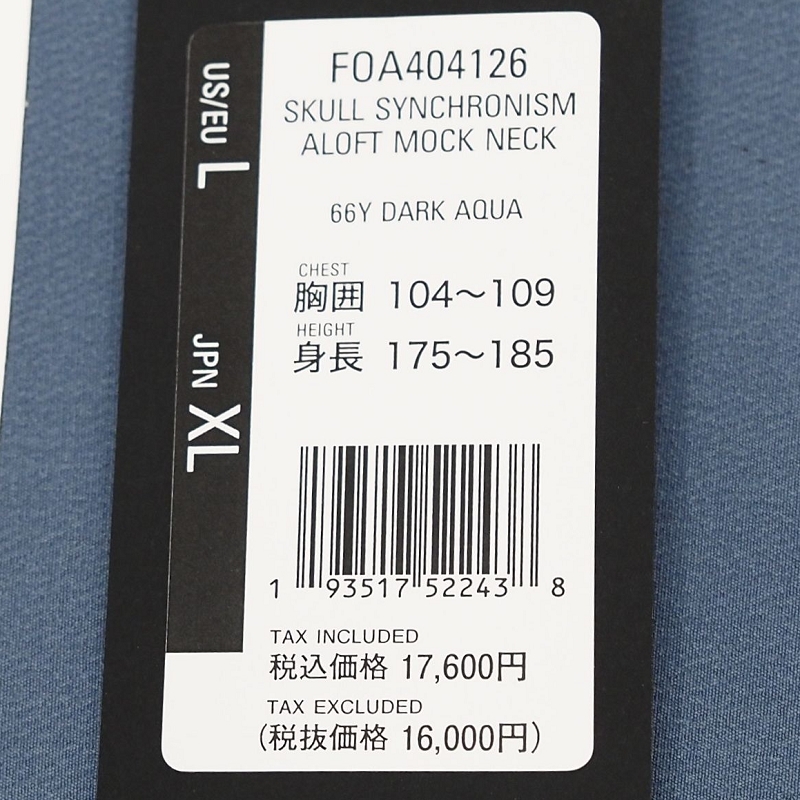 US/EU L
JPN XL
FOA404126
SKULL SYNCHRONISM
ALOFT MOCK NECK
66Y DARK AQUA
CHEST
胸囲 104～109
HEIGHT
身長 175～185
1 93517 52243 8
TAX INCLUDED
税込価格 17,600円
TAX EXCLUDED
(税抜価格 16,000円)